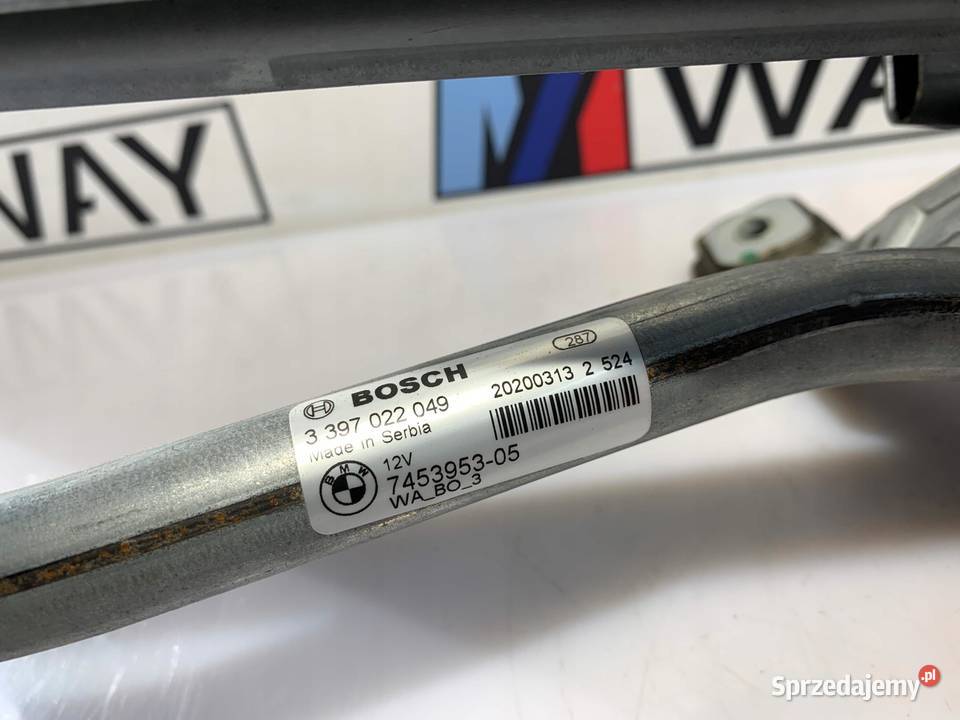 WAY
WA
BOSCH
287
3 397 022 049
20200313 2 524
Made in Serbia
12V
BMW
7453953-05
WA_BO_3
Sprzedajemy.pl